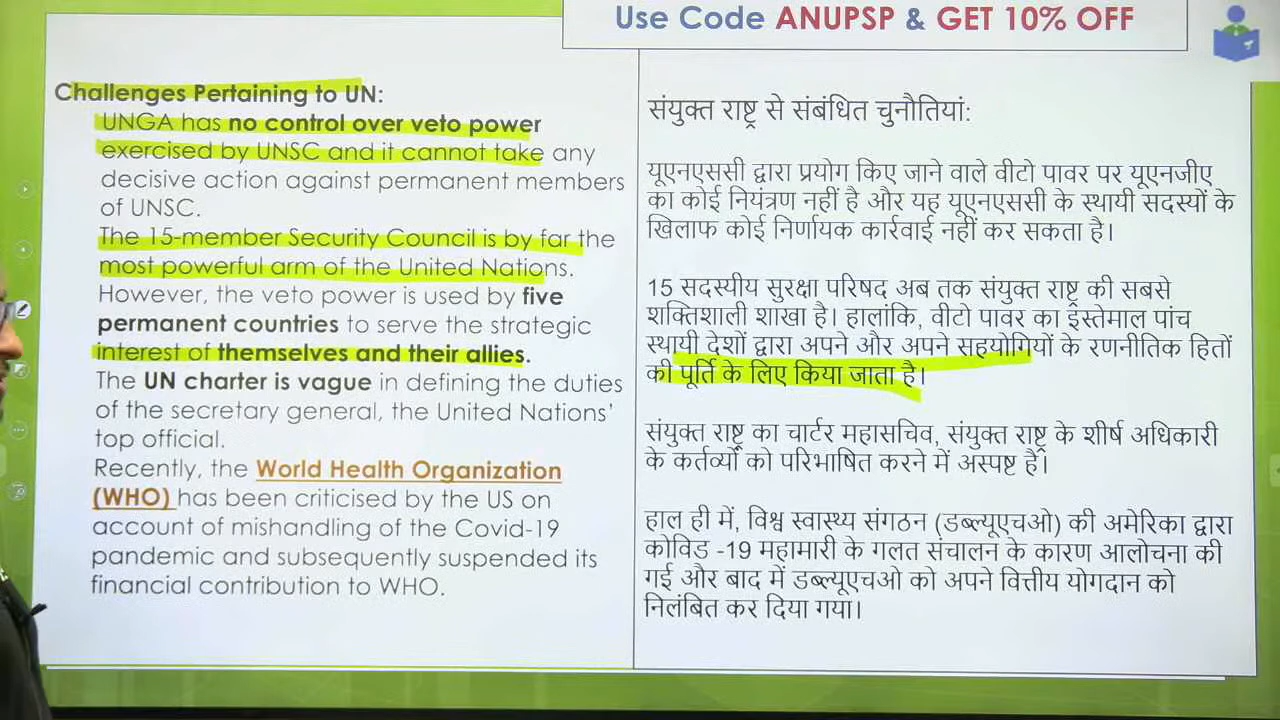 Use Code ANUPSP & GET 10% OFF
Challenges Pertaining to UN:
UNGA has no control over veto power
exercised by UNSC and it cannot take any
decisive action against permanent members
of UNSC.
The 15-member Security Council is by far the
most powerful arm of the United Nations.
However, the veto power is used by five
permanent countries to serve the strategic
interest of themselves and their allies.
The UN charter is vague in defining the duties
of the secretary general, the United Nations'
top official.
Recently, the World Health Organization
(WHO) has been criticised by the US on
account of mishandling of the Covid-19
pandemic and subsequently suspended its
financial contribution to WHO.
संयुक्त राष्ट्र से संबंधित चुनौतियां:
यूएनएससी द्वारा प्रयोग किए जाने वाले वीटो पावर पर यूएनजीए
का कोई नियंत्रण नहीं है और यह यूएनएससी के स्थायी सदस्यों के
खिलाफ कोई निर्णायक कार्रवाई नहीं कर सकता है।
15 सदस्यीय सुरक्षा परिषद अब तक संयुक्त राष्ट्र की सबसे
शक्तिशाली शाखा है। हालांकि, वीटो पावर का इस्तेमाल पांच
स्थायी देशों द्वारा अपने और अपने सहयोगियों के रणनीतिक हितों
की पूर्ति के लिए किया जाता है।
संयुक्त राष्ट्र का चार्टर महासचिव, संयुक्त राष्ट्र के शीर्ष अधिकारी
के कर्तव्यों को परिभाषित करने में अस्पष्ट है।
हाल ही में, विश्व स्वास्थ्य संगठन (डब्ल्यूएचओ) की अमेरिका द्वारा
कोविड -19 महामारी के गलत संचालन के कारण आलोचना की
गई और बाद में डब्ल्यूएचओ को अपने वित्तीय योगदान को
निलंबित कर दिया गया।